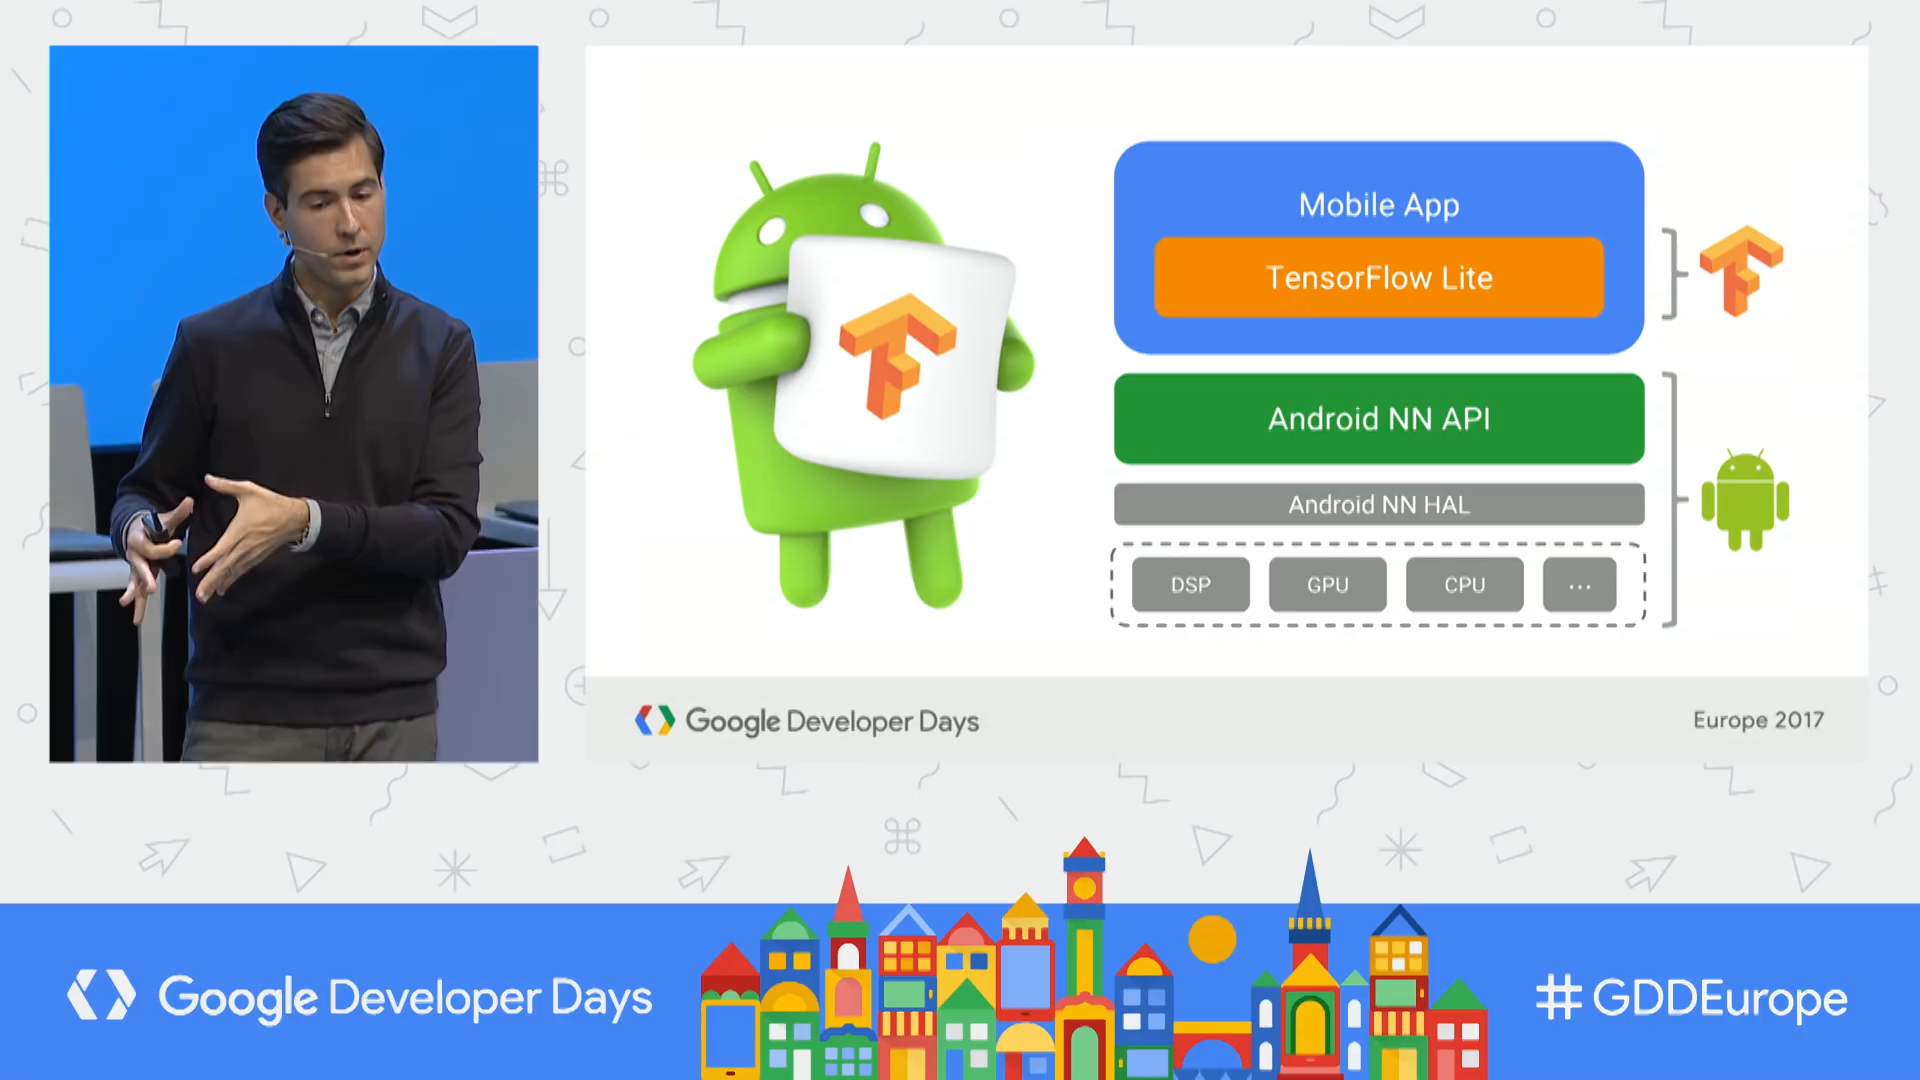 Mobile App
TensorFlow Lite
Android NN API
Android NN HAL
DSP GPU CPU ...
Google Developer Days
Europe 2017
Google Developer Days
#GDDEurope